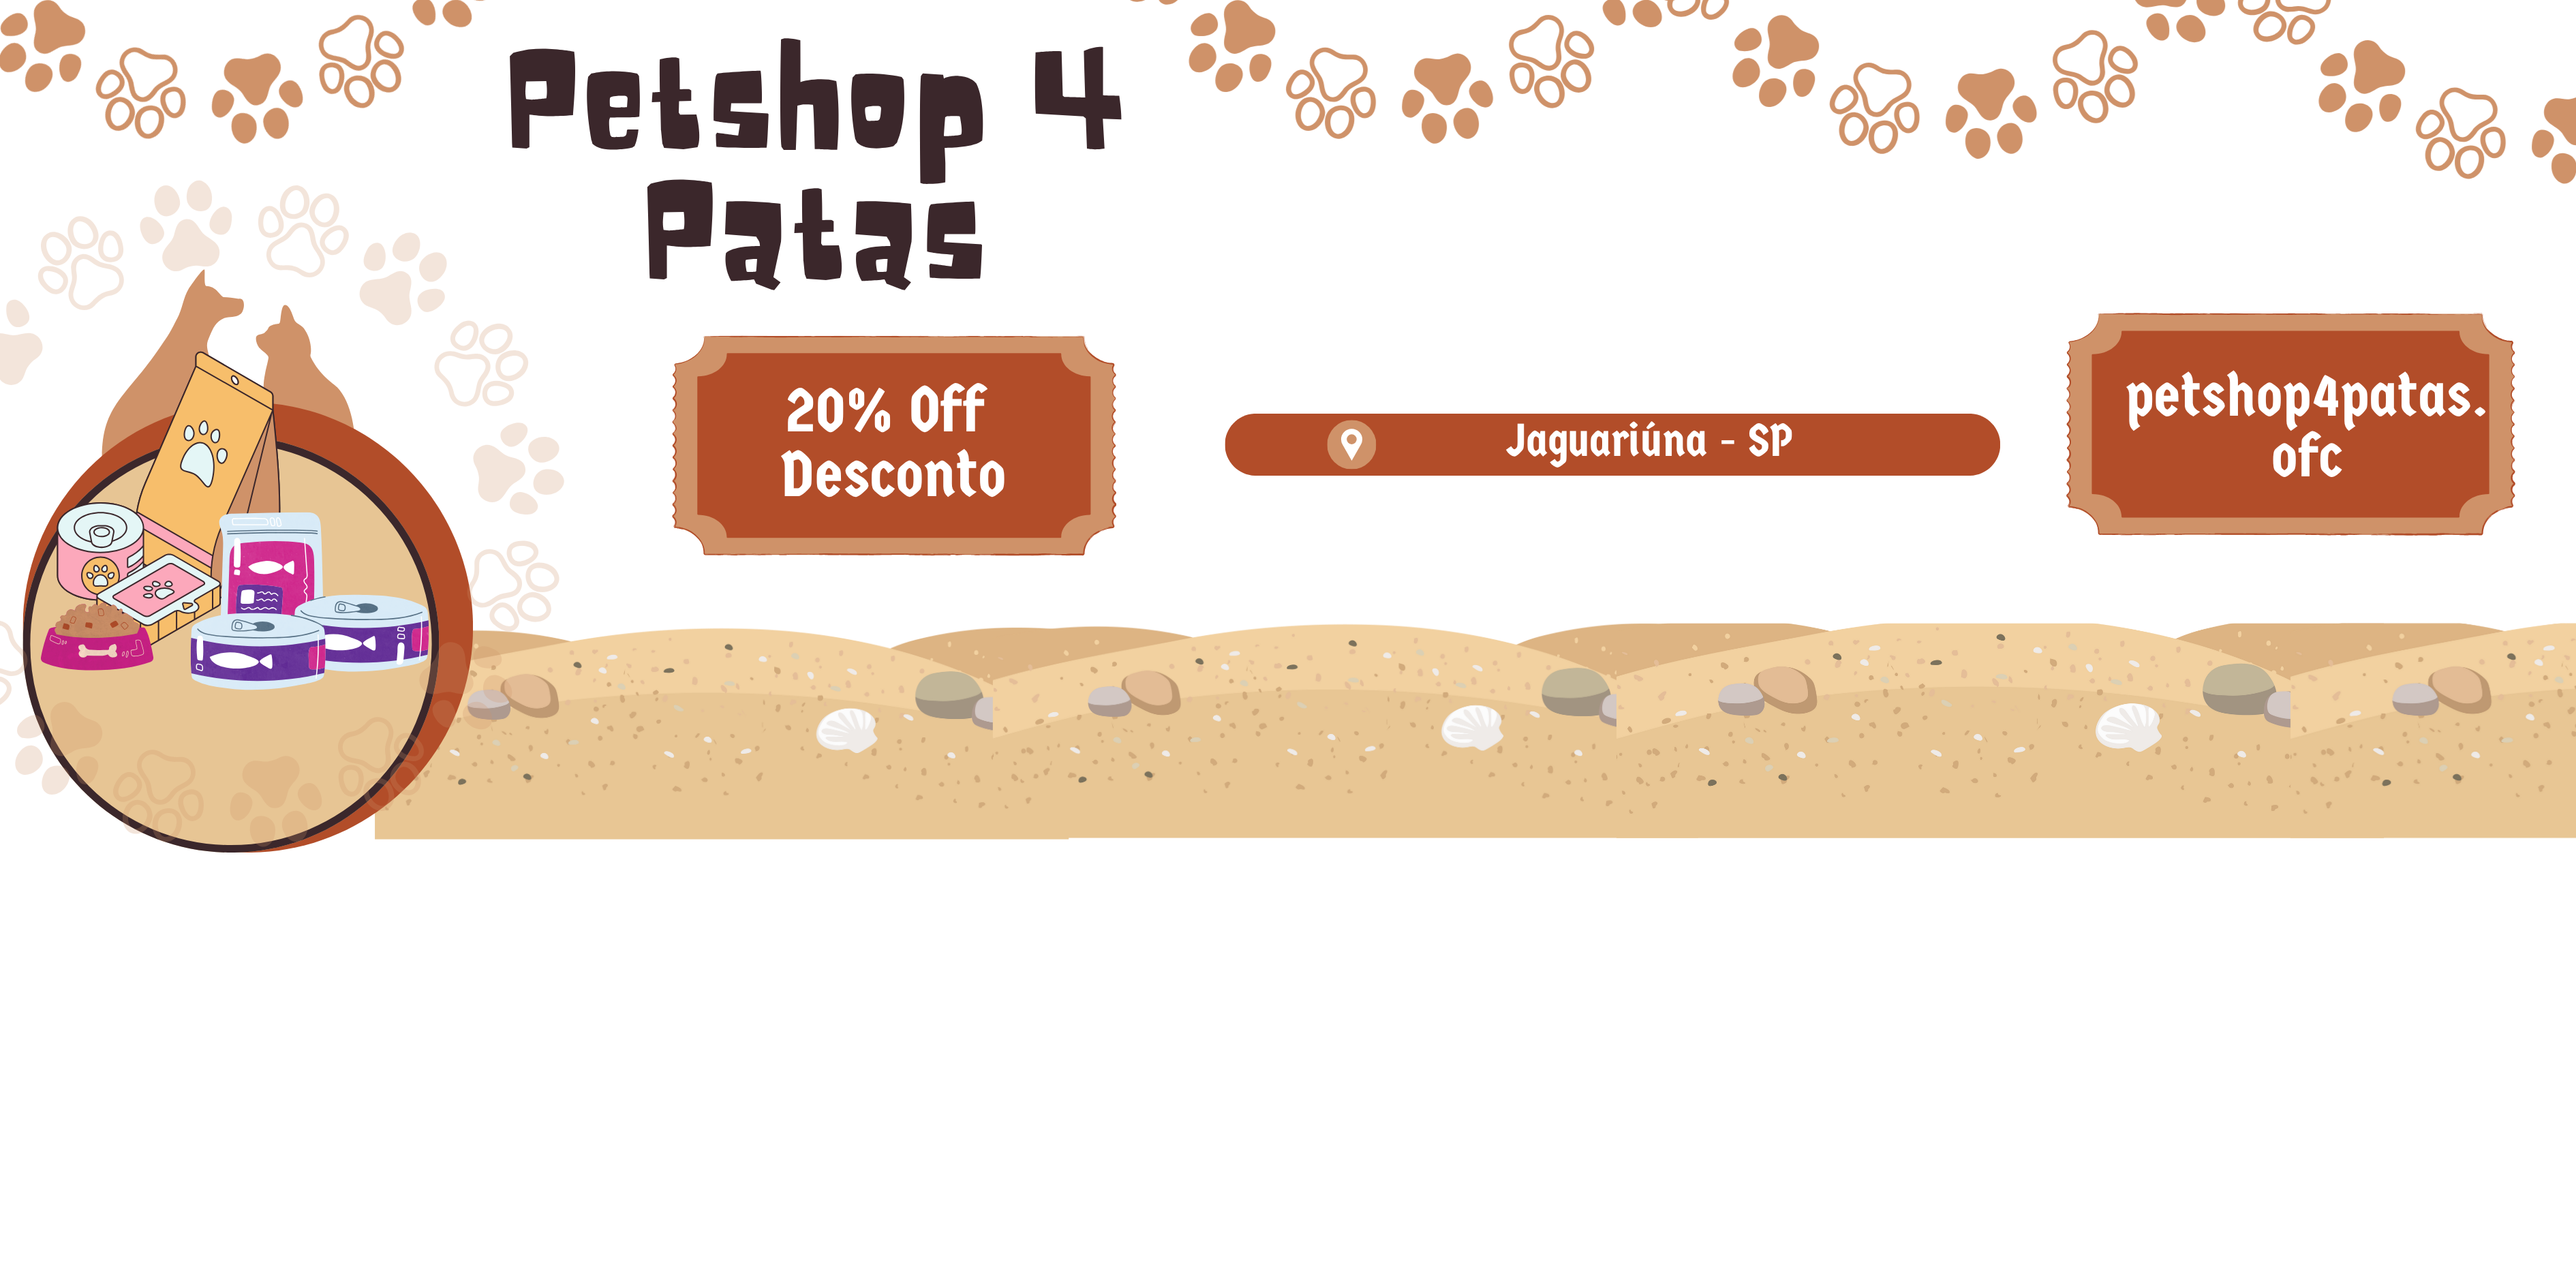 Petshop 4
Patas
20% Off
Desconto
Jaguariúna - SP
petshop4patas.
ofc